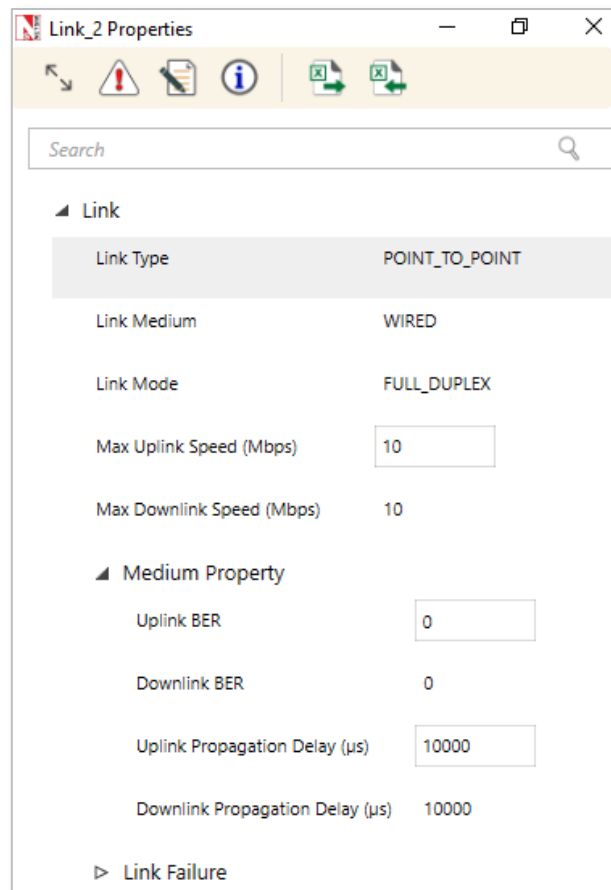 Link_2 Properties
Search
Link
Link Type POINT_TO_POINT
Link Medium WIRED
Link Mode FULL_DUPLEX
Max Uplink Speed (Mbps) 10
Max Downlink Speed (Mbps) 10
Medium Property
Uplink BER 0
Downlink BER 0
Uplink Propagation Delay (µs) 10000
Downlink Propagation Delay (µs) 10000
Link Failure